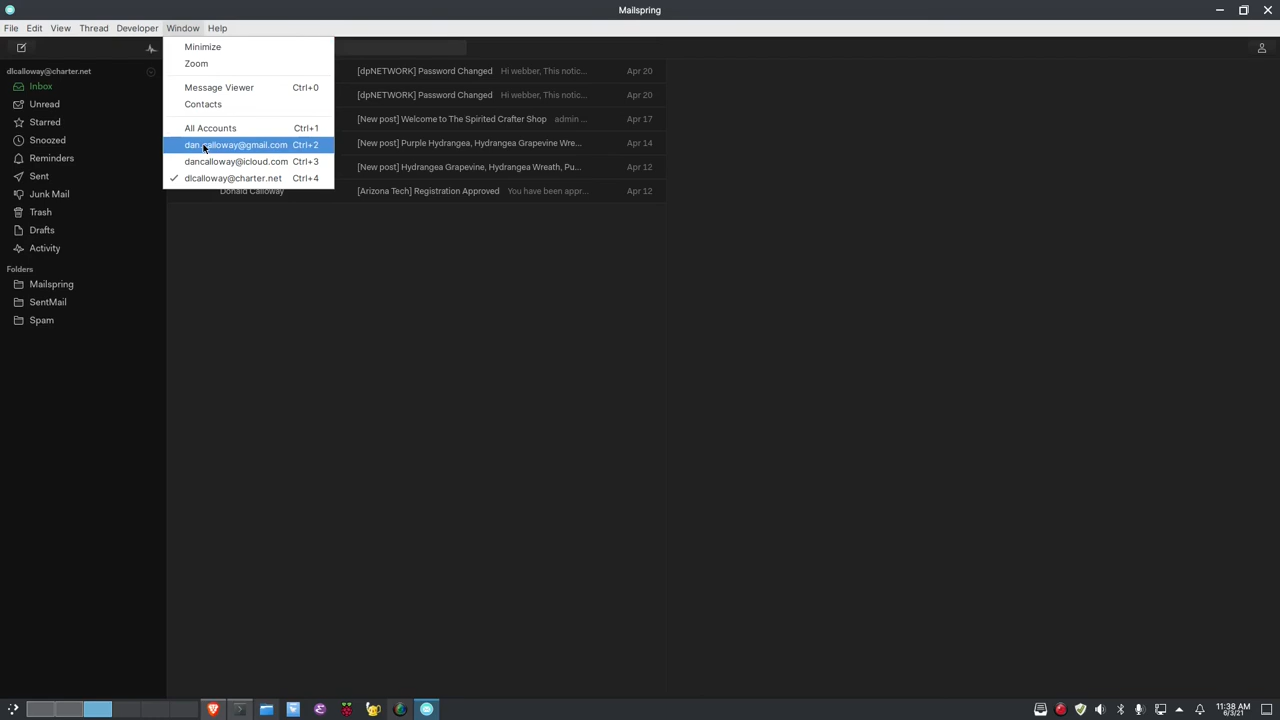 Mailspring
File Edit View Thread Developer Window Help
Minimize
Zoom
Message Viewer Ctrl+0
Contacts
All Accounts Ctrl+1
dan.calloway@gmail.com Ctrl+2
dancalloway@icloud.com Ctrl+3
dlcalloway@charter.net Ctrl+4
dlcalloway@charter.net
Inbox
Unread
Starred
Snoozed
Reminders
Sent
Junk Mail
Trash
Drafts
Activity
Folders
Mailspring
SentMail
Spam
[dpNETWORK] Password Changed Hi webber, This notic... Apr 20
[dpNETWORK] Password Changed Hi webber, This notic... Apr 20
[New post] Welcome to The Spirited Crafter Shop admin ... Apr 17
[New post] Purple Hydrangea, Hydrangea Grapevine Wre... Apr 14
[New post] Hydrangea Grapevine, Hydrangea Wreath, Pu... Apr 12
Donald Calloway [Arizona Tech] Registration Approved You have been appr... Apr 12
11:38 AM
6/3/21